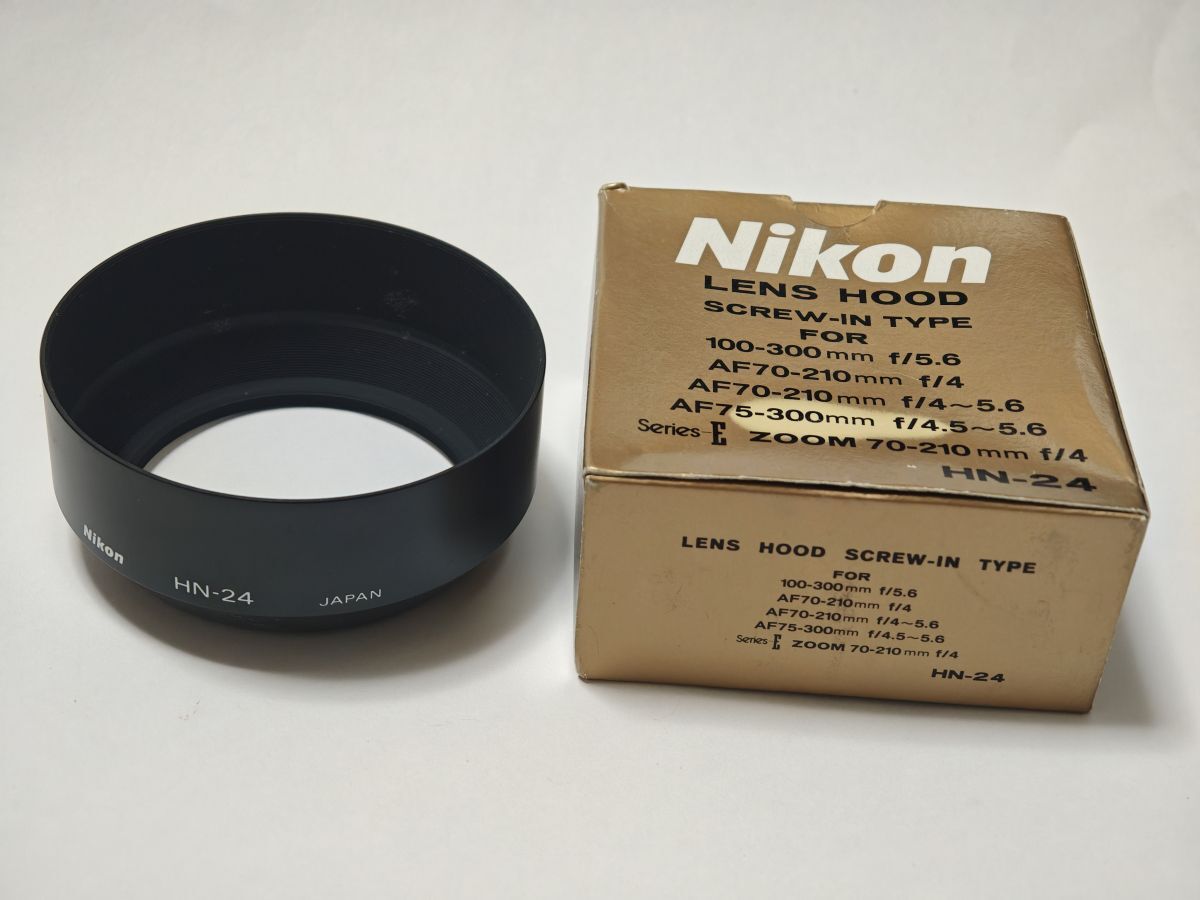 Nikon
HN-24
JAPAN
Nikon
LENS HOOD
SCREW-IN TYPE
FOR
100-300mm f/5.6
AF70-210mm f/4
AF70-210mm f/4~5.6
AF75-300mm f/4.5~5.6
Series-E ZOOM 70-210mm f/4
HN-24
LENS HOOD SCREW-IN TYPE
FOR
100-300mm f/5.6
AF70-210mm f/4
AF70-210mm f/4~5.6
AF75-300mm f/4.5~5.6
Series E ZOOM 70-210mm f/4
HN-24